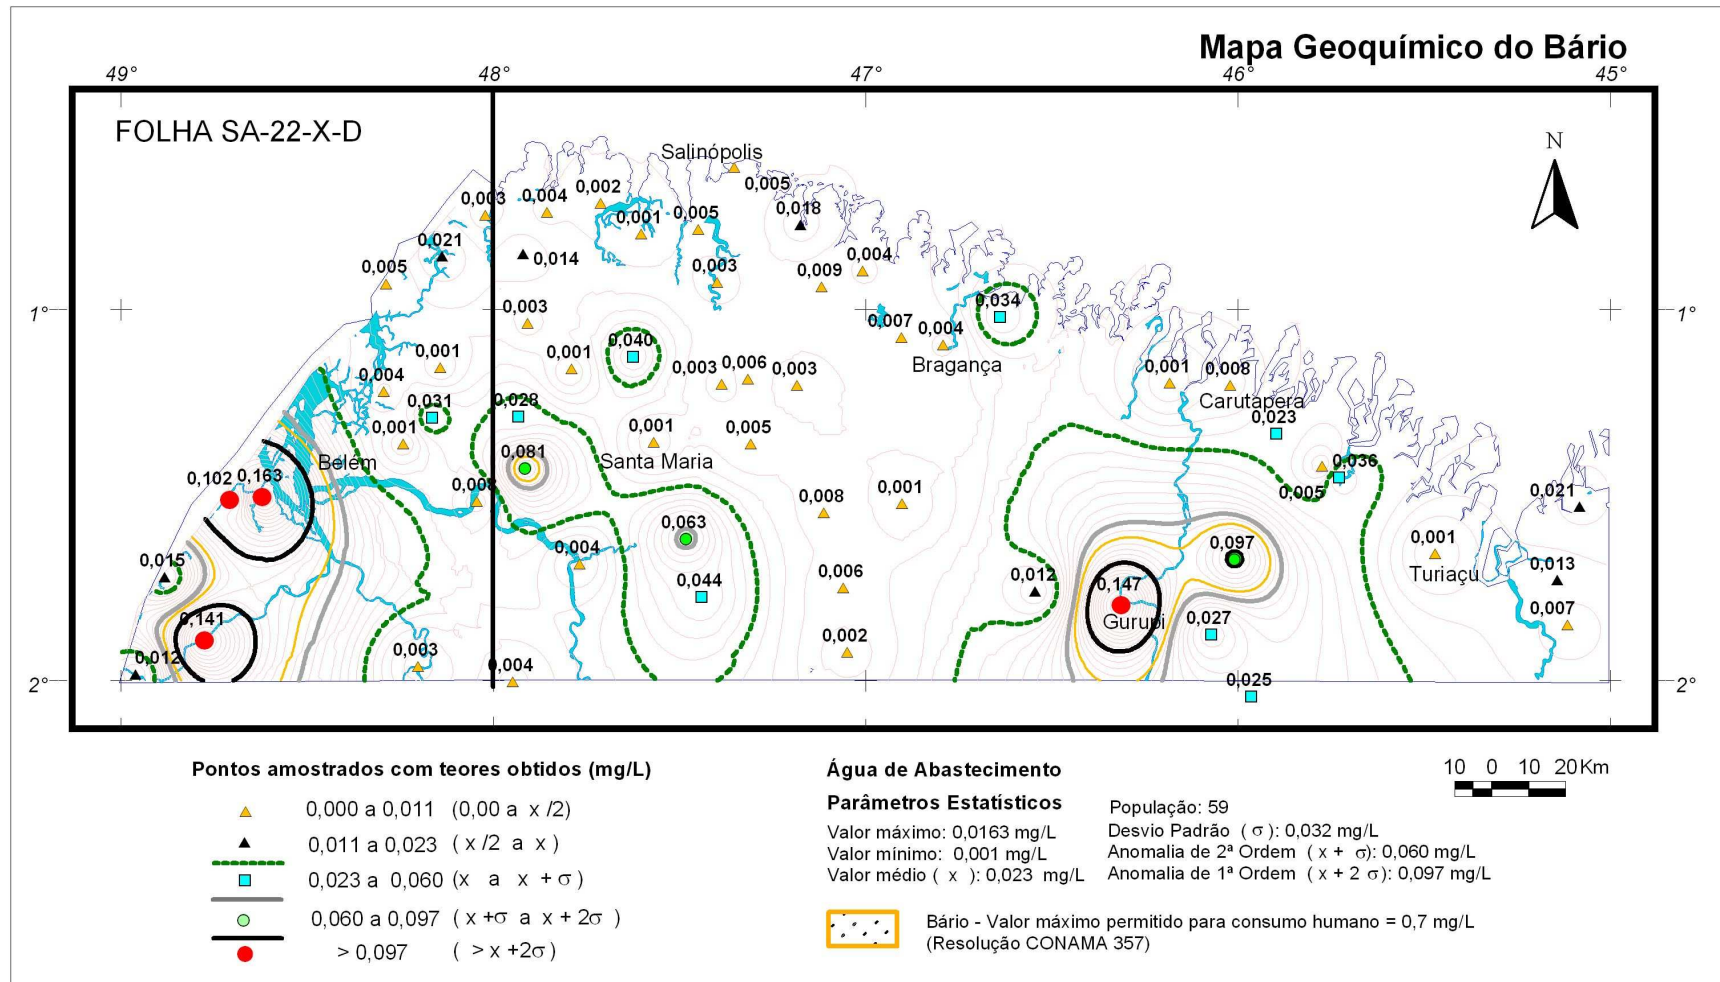 Mapa Geoquímico do Bário
49° 48° 47° 46° 45°
FOLHA SA-22-X-D
N
Salinópolis
0,005
0,002
0,004
0,003
0,018
0,005
0,001
0,021
0,004
0,014
0,005
0,003
0,009
0,034
0,003
1° 1°
0,007
0,004
0,040
0,001
0,001
0,006
0,003
0,003
Bragança
0,001
0,008
0,004
0,031
0,028
Carutapera
0,023
0,001
0,001
0,005
0,081
Belém
Santa Maria
0,036
0,102
0,163
0,001
0,008
0,005
0,021
0,063
0,097
0,001
0,004
0,015
0,013
Turiaçu
0,006
0,012
0,044
0,147
0,007
0,141
Gurupi
0,027
0,002
0,012
0,003
0,004
2° 2°
0,025
Pontos amostrados com teores obtidos (mg/L)
0,000 a 0,011 (0,00 a x /2)
0,011 a 0,023 ( x /2 a x )
0,023 a 0,060 (x a x + σ )
0,060 a 0,097 ( x +σ a x + 2σ )
> 0,097 ( > x +2σ )
Água de Abastecimento
Parâmetros Estatísticos
Valor máximo: 0,0163 mg/L
Valor mínimo: 0,001 mg/L
Valor médio ( x ): 0,023 mg/L
População: 59
Desvio Padrão ( σ ): 0,032 mg/L
Anomalia de 2ª Ordem ( x + σ): 0,060 mg/L
Anomalia de 1ª Ordem ( x + 2 σ): 0,097 mg/L
Bário - Valor máximo permitido para consumo humano = 0,7 mg/L
(Resolução CONAMA 357)
10 0 10 20 Km